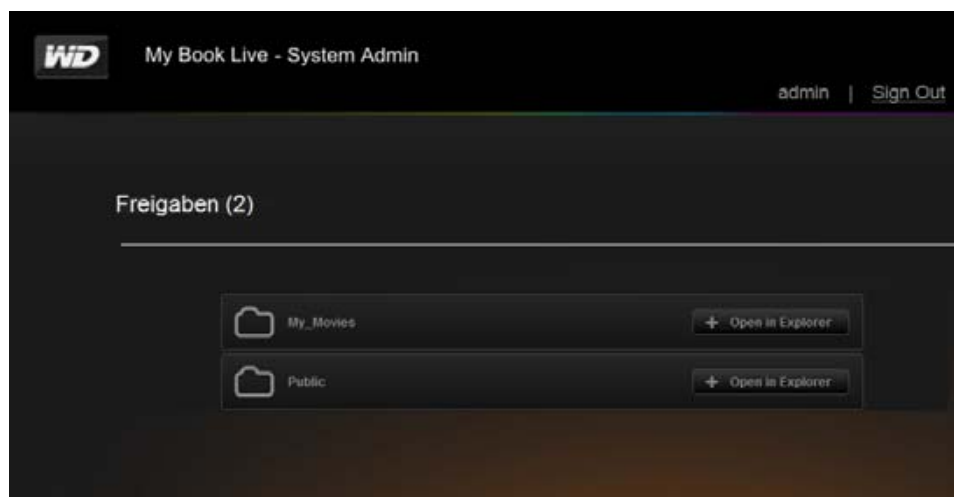 WD
My Book Live - System Admin
admin | Sign Out
Freigaben (2)
My_Movies
+ Open in Explorer
Public
+ Open in Explorer